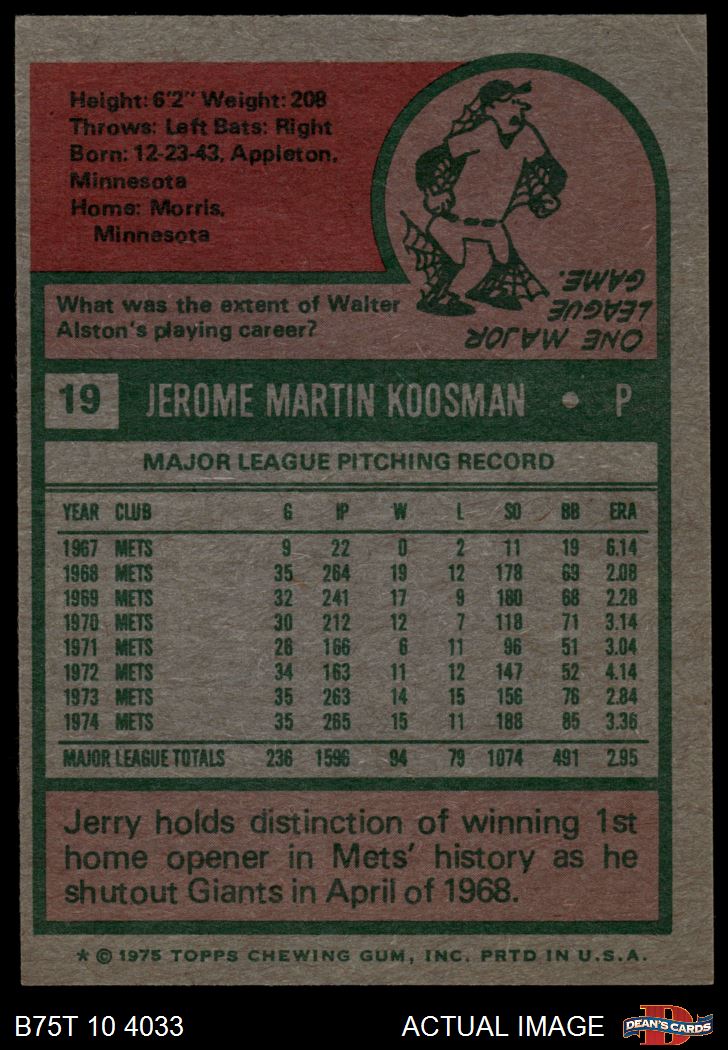 Height: 6'2" Weight: 208
Throws: Left Bats: Right
Born: 12-23-43, Appleton,
Minnesota
Home: Morris,
Minnesota
What was the extent of Walter
Alston's playing career?
ONE MAJOR
LEAGUE
GAME.
19 JEROME MARTIN KOOSMAN • P
MAJOR LEAGUE PITCHING RECORD
YEAR CLUB G IP W L SO BB ERA
1967 METS 9 22 0 2 11 19 6.14
1968 METS 35 264 19 12 178 69 2.08
1969 METS 32 241 17 9 180 68 2.28
1970 METS 30 212 12 7 118 71 3.14
1971 METS 26 166 6 11 96 51 3.04
1972 METS 34 163 11 12 147 52 4.14
1973 METS 35 263 14 15 156 76 2.84
1974 METS 35 265 15 11 188 85 3.36
MAJOR LEAGUE TOTALS 236 1596 94 79 1074 491 2.95
Jerry holds distinction of winning 1st
home opener in Mets' history as he
shutout Giants in April of 1968.
* © 1975 TOPPS CHEWING GUM, INC. PRTD IN U.S.A.
B75T 10 4033 ACTUAL IMAGE
D
DEAN'S CARDS